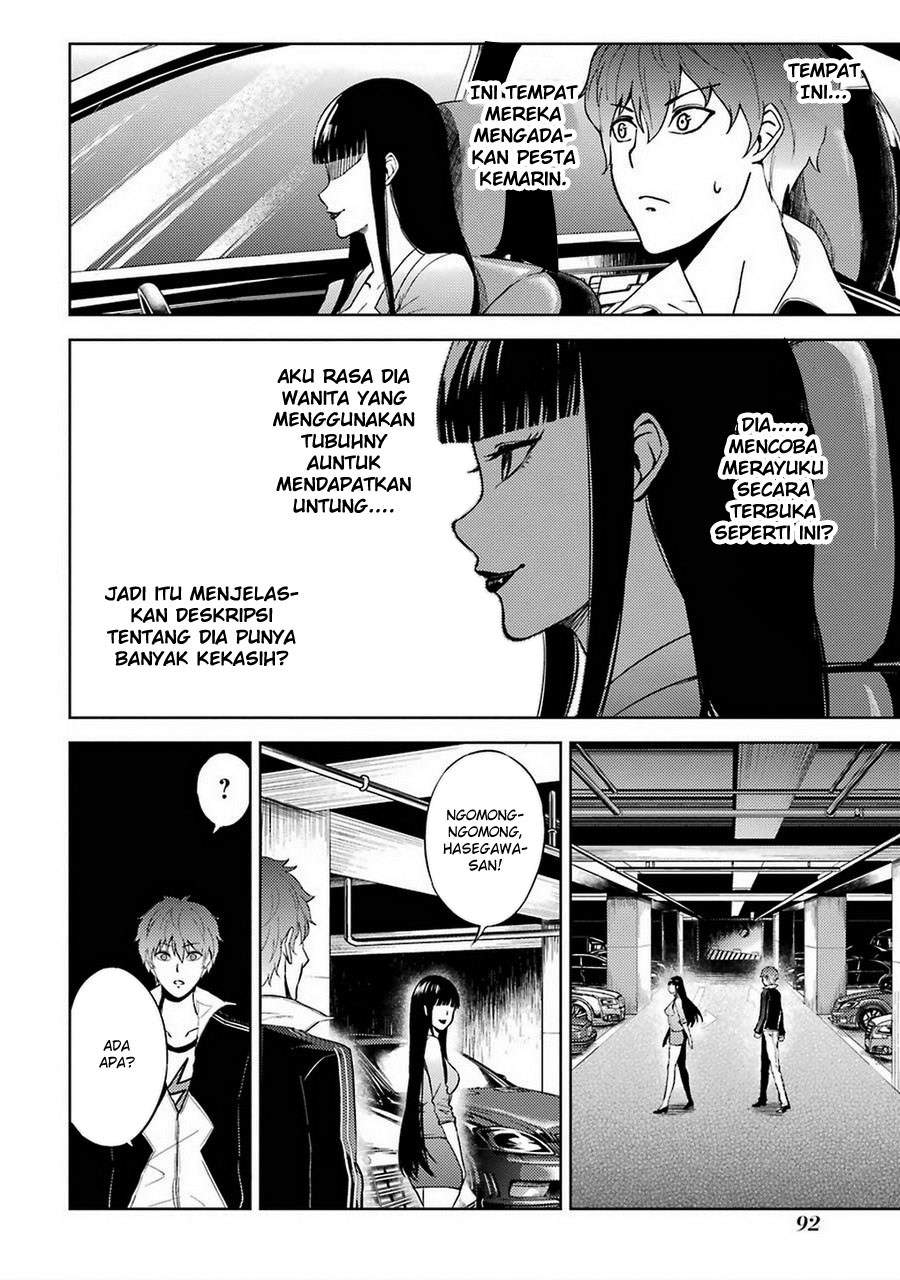 TEMPAT
INI...
INI TEMPAT
MEREKA
MENGADA-
KAN PESTA
KEMARIN.
DIA.....
MENCOBA
MERAYUKU
SECARA
TERBUKA
SEPERTI INI?
AKU RASA DIA
WANITA YANG
MENGGUNAKAN
TUBUHNY
AUNTUK
MENDAPATKAN
UNTUNG....
JADI ITU MENJELAS-
KAN DESKRIPSI
TENTANG DIA PUNYA
BANYAK KEKASIH?
NGOMONG-
NGOMONG,
HASEGAWA-
SAN!
?
ADA
APA?
92